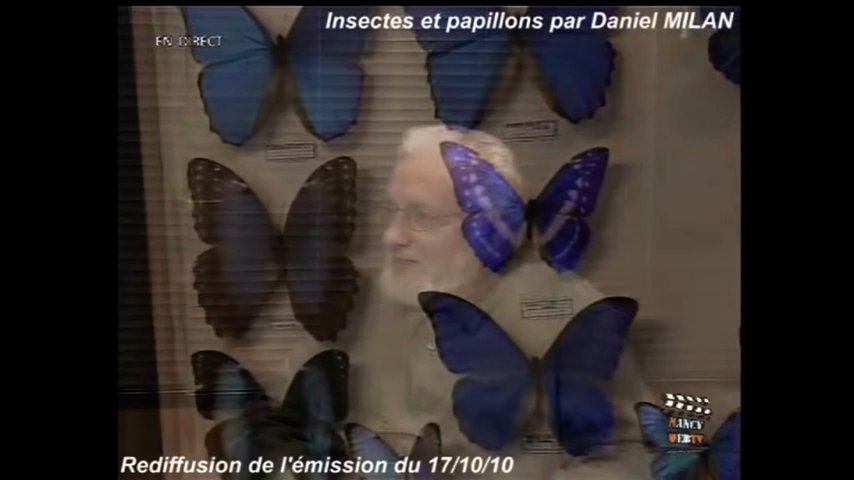 Insectes et papillons par Daniel MILAN
EN DIRECT
NANCY
WEBTV
Rediffusion de l'émission du 17/10/10